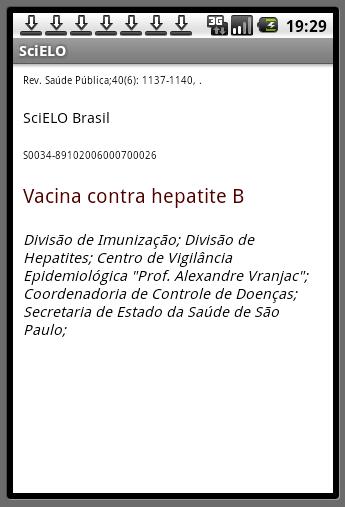 3G 19:29
SciELO
Rev. Saúde Pública;40(6): 1137-1140, .
SciELO Brasil
S0034-89102006000700026
Vacina contra hepatite B
Divisão de Imunização; Divisão de
Hepatites; Centro de Vigilância
Epidemiológica "Prof. Alexandre Vranjac";
Coordenadoria de Controle de Doenças;
Secretaria de Estado da Saúde de São
Paulo;